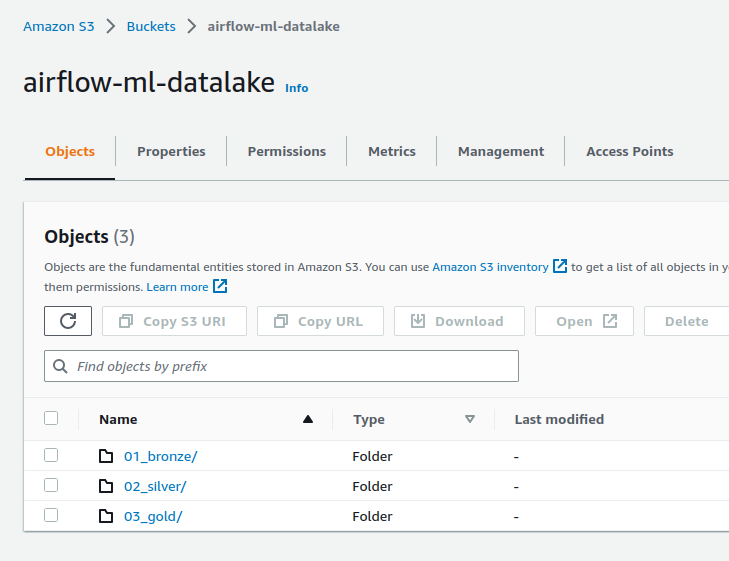 Amazon S3 > Buckets > airflow-ml-datalake
airflow-ml-datalake Info
Objects Properties Permissions Metrics Management Access Points
Objects (3)
Objects are the fundamental entities stored in Amazon S3. You can use Amazon S3 inventory to get a list of all objects in
them permissions. Learn more
Copy S3 URI Copy URL Download Open Delete
Find objects by prefix
Name Type Last modified
01_bronze/ Folder -
02_silver/ Folder -
03_gold/ Folder -